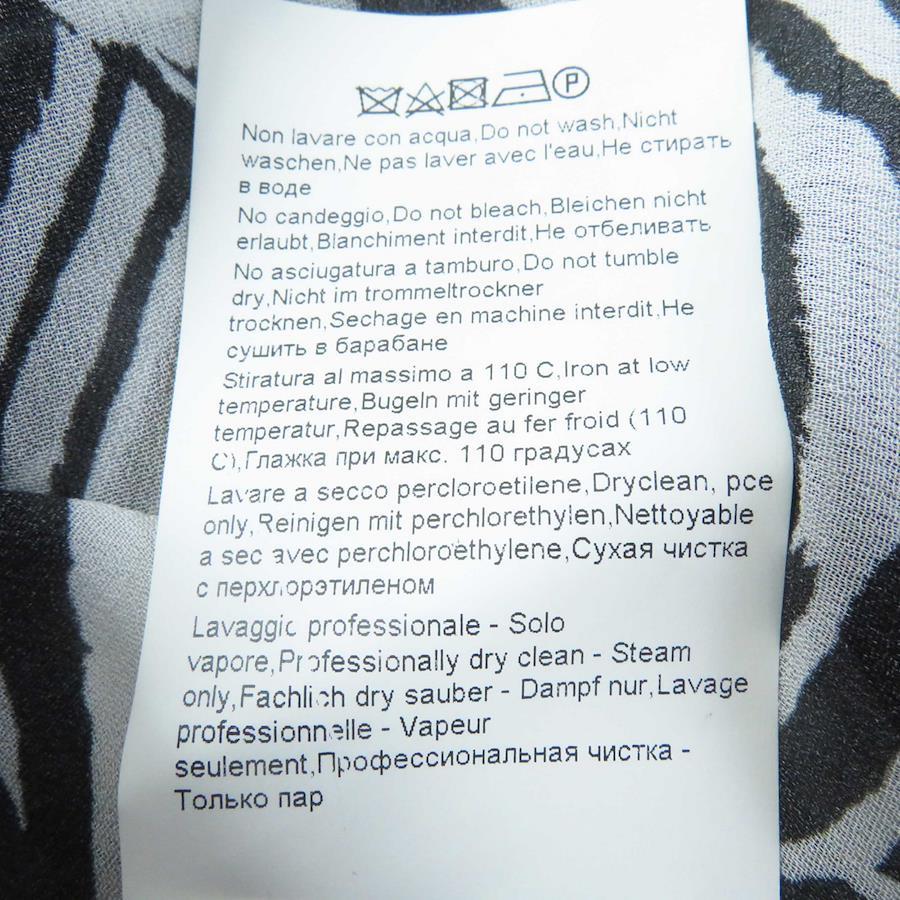 P
Non lavare con acqua,Do not wash,Nicht
waschen,Ne pas laver avec l'eau,Не стирать
в воде
No candeggio,Do not bleach,Bleichen nicht
erlaubt,Blanchiment interdit,Не отбеливать
No asciugatura a tamburo,Do not tumble
dry,Nicht im trommeltrockner
trocknen,Sechage en machine interdit,Не
сушить в барабане
Stiratura al massimo a 110 C,Iron at low
temperature,Bugeln mit geringer
temperatur,Repassage au fer froid (110
C),Глажка при макс. 110 градусах
Lavare a secco percloroetilene,Dryclean, pce
only,Reinigen mit perchlorethylen,Nettoyable
a sec avec perchloroèthylene,Сухая чистка
с перхлорэтиленом
Lavaggio professionale - Solo
vapore,Professionally dry clean - Steam
only,Fachlich dry sauber - Dampf nur,Lavage
professionnelle - Vapeur
seulement,Профессиональная чистка -
Только пар